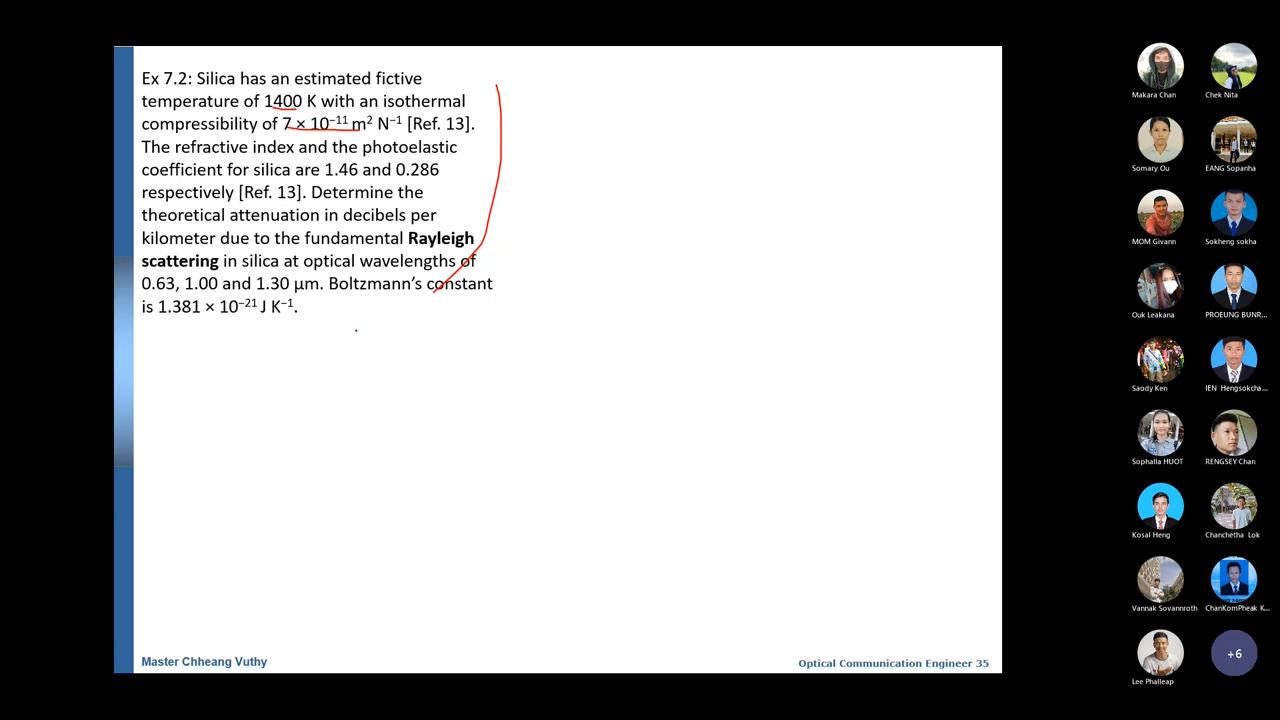 Ex 7.2: Silica has an estimated fictive
temperature of 1400 K with an isothermal
compressibility of 7 × 10⁻¹¹ m² N⁻¹ [Ref. 13].
The refractive index and the photoelastic
coefficient for silica are 1.46 and 0.286
respectively [Ref. 13]. Determine the
theoretical attenuation in decibels per
kilometer due to the fundamental Rayleigh
scattering in silica at optical wavelengths of
0.63, 1.00 and 1.30 μm. Boltzmann’s constant
is 1.381 × 10⁻²¹ J K⁻¹.
Master Chheang Vuthy
Optical Communication Engineer 35
Makara Chan
Chek Nita
Somary Ou
EANG Sopanha
MOM Givann
Sokheng sokha
Ouk Leakana
PROEUNG BUNR...
Saody Ken
IEN Hengsokcha...
Sophalla HUOT
RENGSEY Chan
Kosal Heng
Chanchetha Lok
Vannak Sovannroth
ChanKomPheak K...
Lee Phalleap
+6